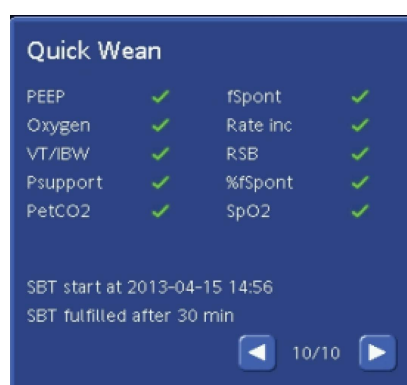 Quick Wean
PEEP ✓ fSpont ✓
Oxygen ✓ Rate inc ✓
VT/IBW ✓ RSB ✓
Psupport ✓ %fSpont ✓
PetCO2 ✓ SpO2 ✓
SBT start at 2013-04-15 14:56
SBT fulfilled after 30 min
10/10